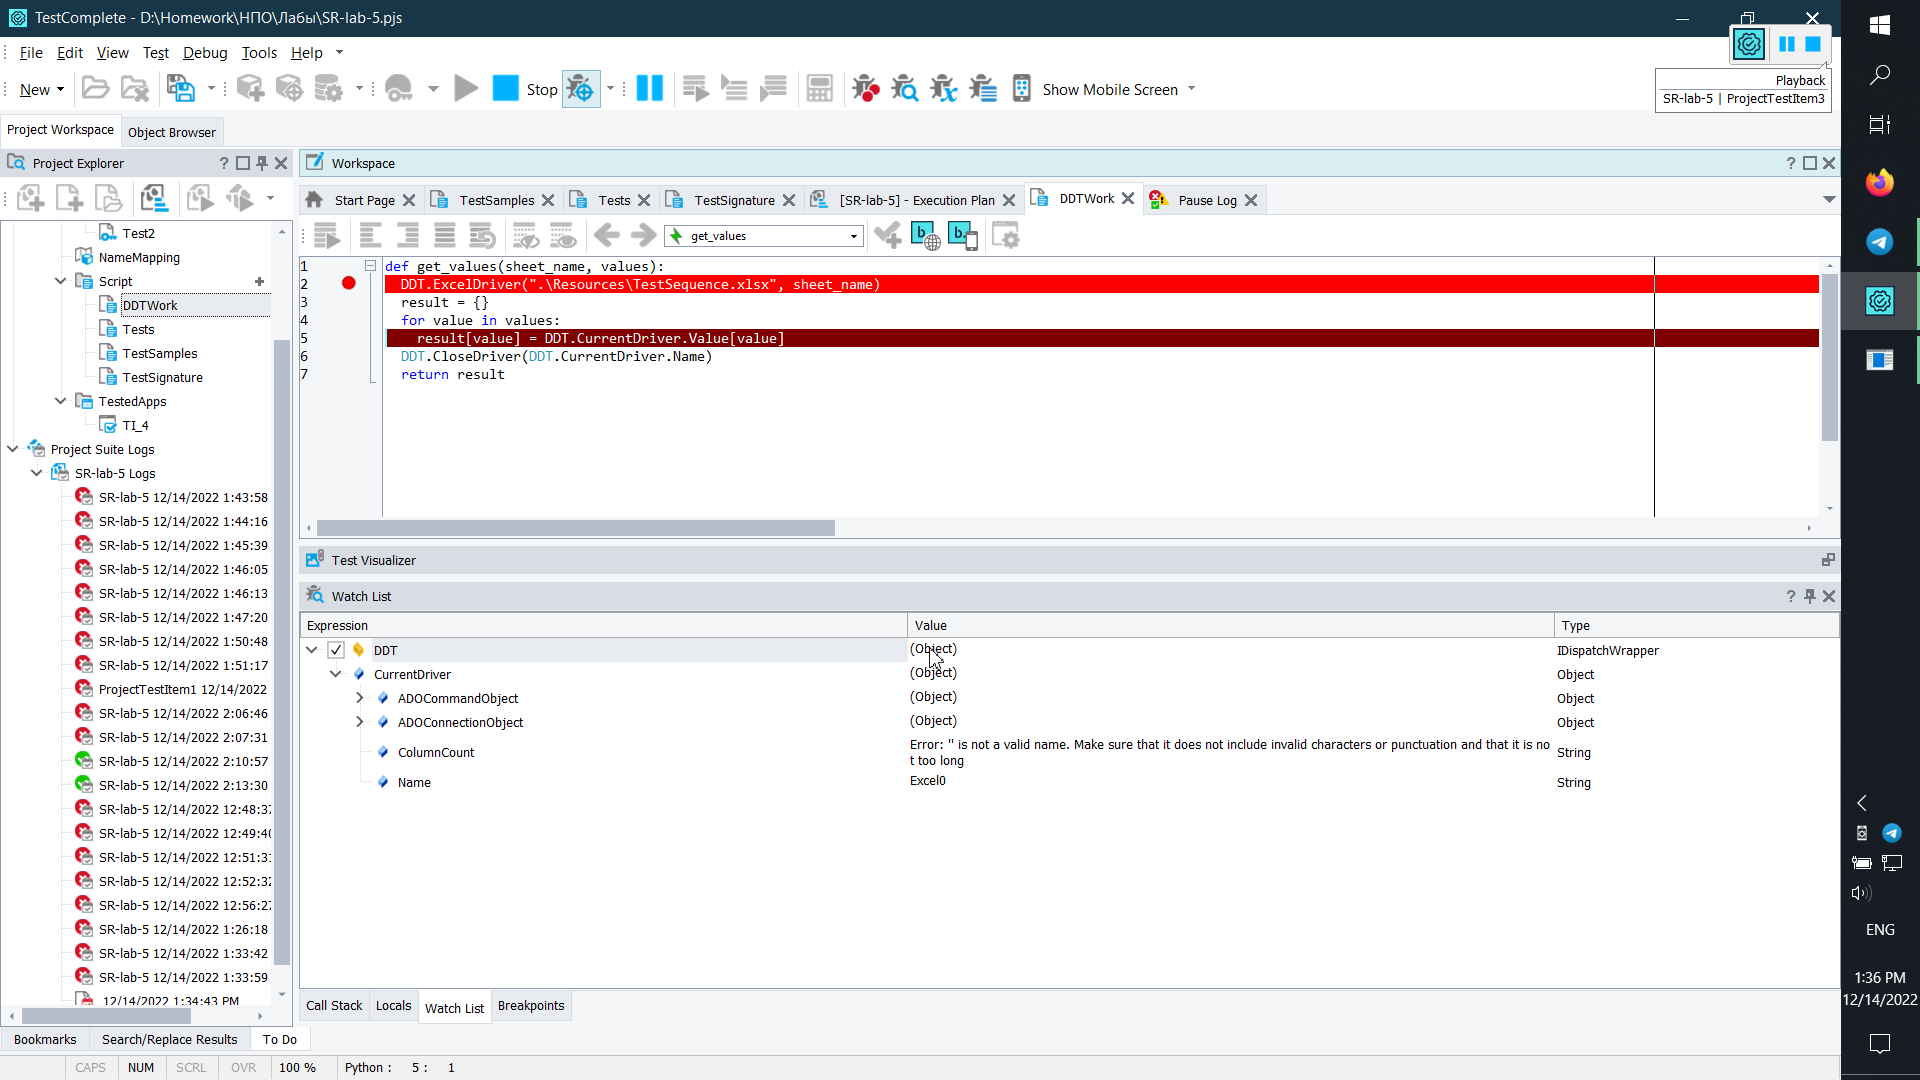 TestComplete - D:\Homework\НПО\Лабы\SR-lab-5.pjs
File Edit View Test Debug Tools Help
New Stop Show Mobile Screen
Playback
SR-lab-5 | ProjectTestItem3
Project Workspace Object Browser
Project Explorer
Test2
NameMapping
Script
DDTWork
Tests
TestSamples
TestSignature
TestedApps
TI_4
Project Suite Logs
SR-lab-5 Logs
SR-lab-5 12/14/2022 1:43:58
SR-lab-5 12/14/2022 1:44:16
SR-lab-5 12/14/2022 1:45:39
SR-lab-5 12/14/2022 1:46:05
SR-lab-5 12/14/2022 1:46:13
SR-lab-5 12/14/2022 1:47:20
SR-lab-5 12/14/2022 1:50:48
SR-lab-5 12/14/2022 1:51:17
ProjectTestItem1 12/14/2022
SR-lab-5 12/14/2022 2:06:46
SR-lab-5 12/14/2022 2:07:31
SR-lab-5 12/14/2022 2:10:57
SR-lab-5 12/14/2022 2:13:30
SR-lab-5 12/14/2022 12:48:37
SR-lab-5 12/14/2022 12:49:40
SR-lab-5 12/14/2022 12:51:31
SR-lab-5 12/14/2022 12:52:32
SR-lab-5 12/14/2022 12:56:27
SR-lab-5 12/14/2022 1:26:18
SR-lab-5 12/14/2022 1:33:42
SR-lab-5 12/14/2022 1:33:59
12/14/2022 1:34:43 PM
Workspace
Start Page TestSamples Tests TestSignature [SR-lab-5] - Execution Plan DDTWork Pause Log
get_values
1 def get_values(sheet_name, values):
2 DDT.ExcelDriver(".\Resources\TestSequence.xlsx", sheet_name)
3 result = {}
4 for value in values:
5 result[value] = DDT.CurrentDriver.Value[value]
6 DDT.CloseDriver(DDT.CurrentDriver.Name)
7 return result
Test Visualizer
Watch List
Expression Value Type
DDT (Object) IDispatchWrapper
CurrentDriver (Object) Object
ADOCommandObject (Object) Object
ADOConnectionObject (Object) Object
ColumnCount Error: '' is not a valid name. Make sure that it does not include invalid characters or punctuation and that it is no String
t too long
Name Excel0 String
Call Stack Locals Watch List Breakpoints
Bookmarks Search/Replace Results To Do
CAPS NUM SCRL OVR 100 % Python : 5 : 1
ENG
1:36 PM
12/14/2022